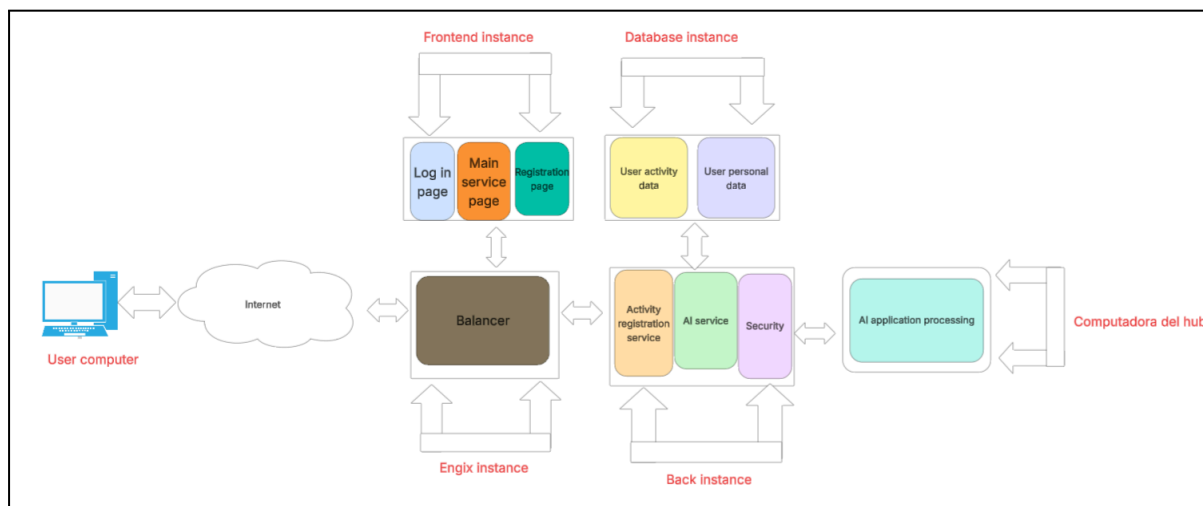 Frontend instance
Database instance
Log in
page
Main
service
page
Registration
page
User activity
data
User personal
data
Internet
User computer
Balancer
Activity
registration
service
AI service
Security
AI application processing
Computadora del hub
Engix instance
Back instance